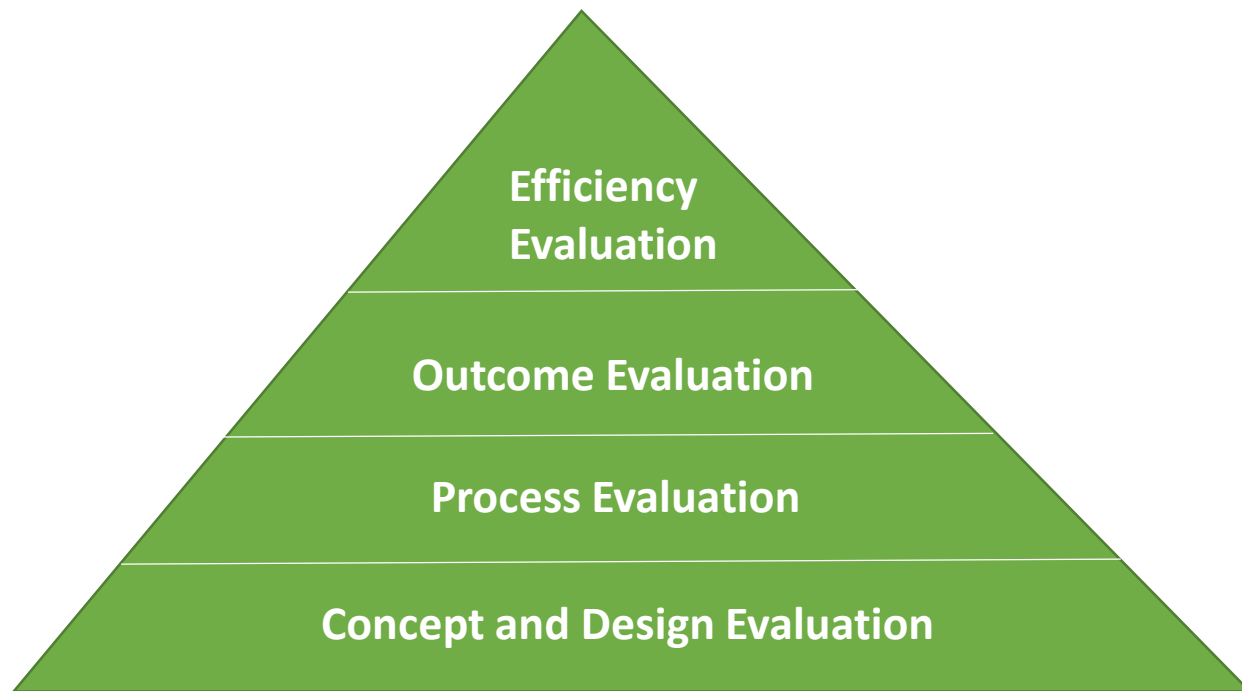 Efficiency
Evaluation
Outcome Evaluation
Process Evaluation
Concept and Design Evaluation